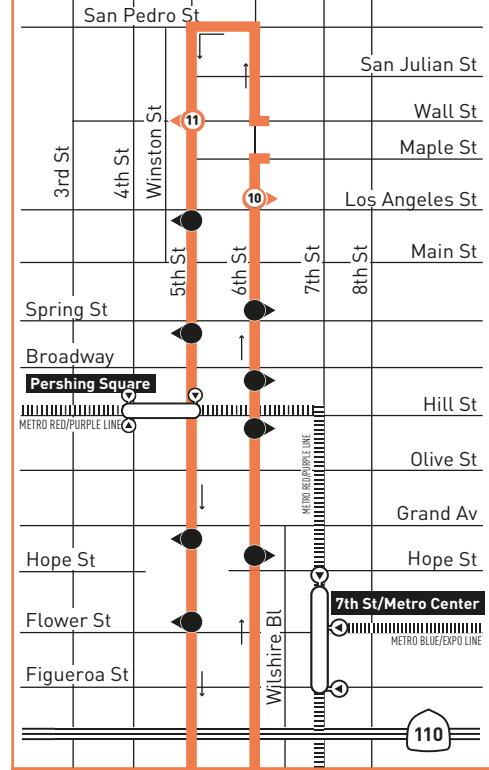 San Pedro St
San Julian St
Wall St
11
Maple St
3rd St
4th St
Winston St
10
Los Angeles St
Main St
5th St
6th St
7th St
8th St
Spring St
Broadway
Pershing Square
Hill St
METRO RED/PURPLE LINE
METRO RED/PURPLE LINE
Olive St
Grand Av
Hope St
Hope St
7th St/Metro Center
Flower St
METRO BLUE/EXPO LINE
Wilshire Bl
Figueroa St
110